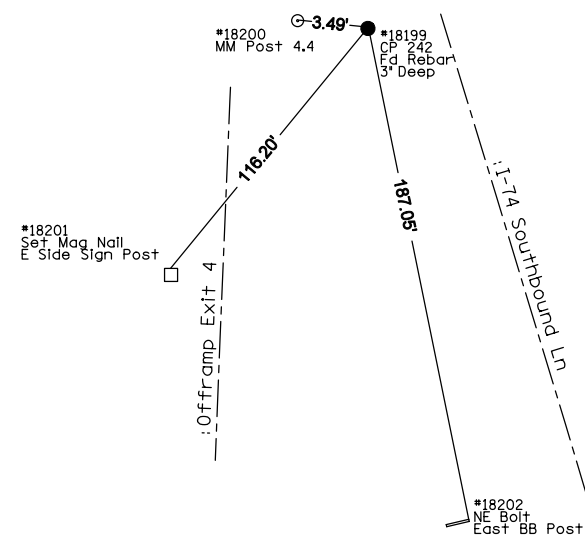 3.49'
#18200
MM Post 4.4
#18199
CP 242
Fd Rebar
3" Deep
116.20'
187.05'
:I-74 Southbound Ln
#18201
Set Mag Nail
E Side Sign Post
:Offramp Exit 4
#18202
NE Bolt
East BB Post